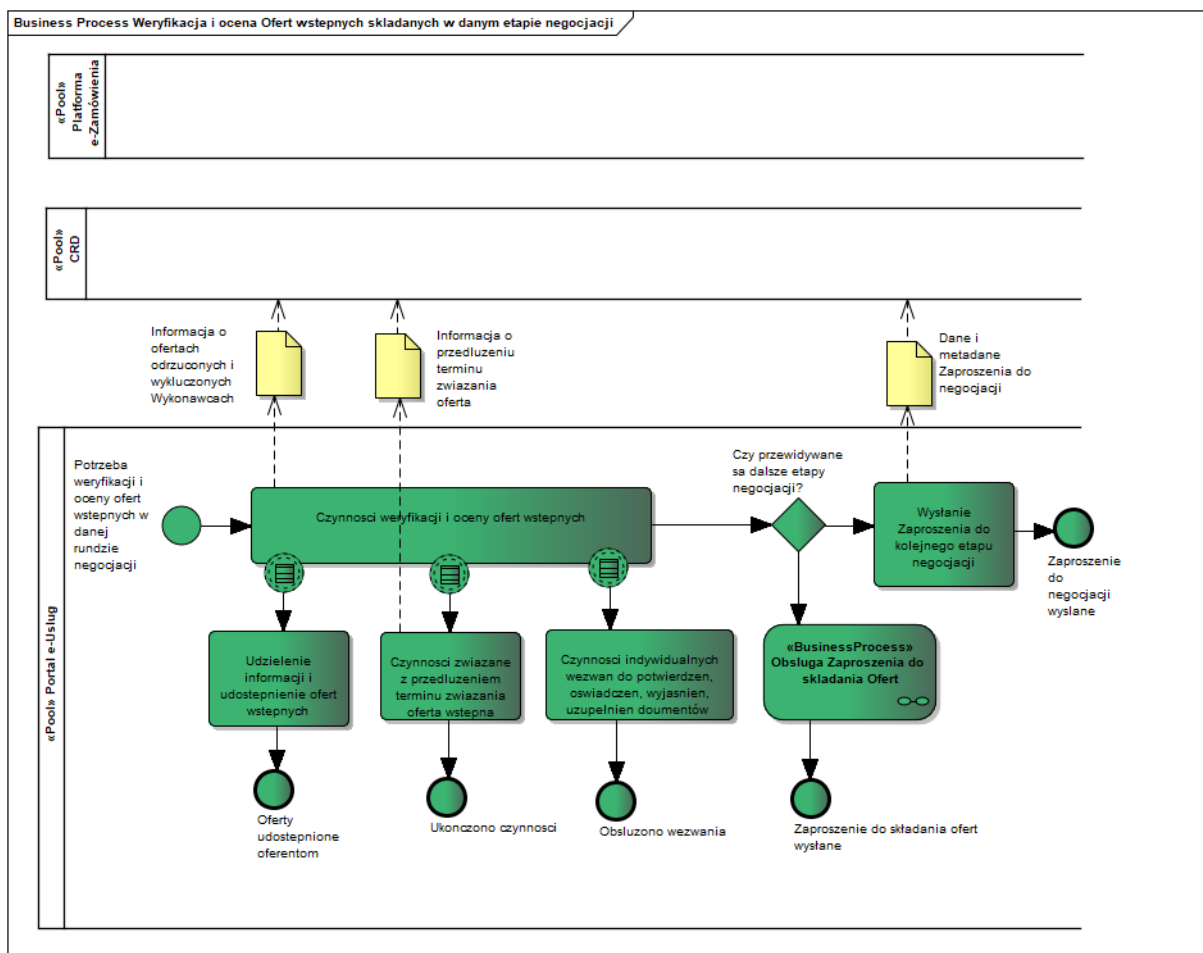 Business Process Weryfikacja i ocena Ofert wstepnych skladanych w danym etapie negocjacji
«Pool»
Platforma
e-Zamówienia
«Pool»
CRD
Informacja o
ofertach
odrzuconych i
wykluczonych
Wykonawcach
Informacja o
przedluzeniu
terminu
zwiazania
oferta
Dane i
metadane
Zaproszenia do
negocjacji
«Pool» Portal e-Uslug
Potrzeba
weryfikacji i
oceny ofert
wstepnych w
danej
rundzie
negocjacji
Czynnosci weryfikacji i oceny ofert wstepnych
Czy przewidywane
sa dalsze etapy
negocjacji?
Wysłanie
Zaproszenia do
kolejnego etapu
negocjacji
Zaproszenie
do
negocjacji
wyslane
Udzielenie
informacji i
udostepnienie ofert
wstepnych
Czynnosci zwiazane
z przedluzeniem
terminu zwiazania
oferta wstepna
Czynnosci indywidualnych
wezwan do potwierdzen,
oswiadczen, wyjasnien,
uzupelnien doumentów
«BusinessProcess»
Obsluga Zaproszenia do
skladania Ofert
Oferty
udostepnione
oferentom
Ukonczono czynnosci
Obsluzono wezwania
Zaproszenie do składania ofert
wysłane